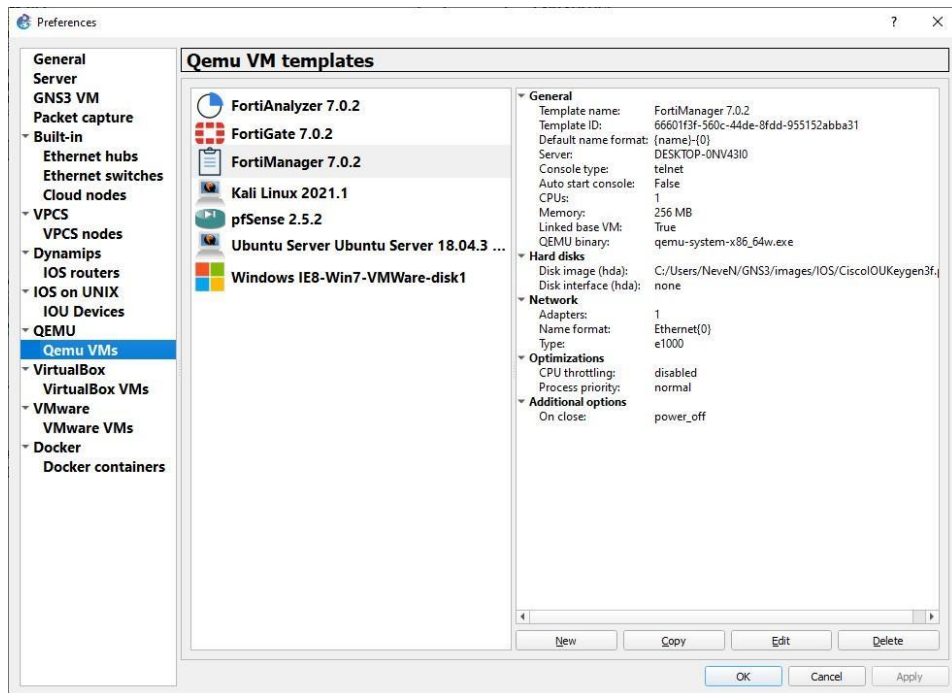 Preferences
?
General
Server
GNS3 VM
Packet capture
Built-in
Ethernet hubs
Ethernet switches
Cloud nodes
VPCS
VPCS nodes
Dynamips
IOS routers
IOS on UNIX
IOU Devices
QEMU
Qemu VMs
VirtualBox
VirtualBox VMs
VMware
VMware VMs
Docker
Docker containers
Qemu VM templates
FortiAnalyzer 7.0.2
FortiGate 7.0.2
FortiManager 7.0.2
Kali Linux 2021.1
pfSense 2.5.2
Ubuntu Server Ubuntu Server 18.04.3 ...
Windows IE8-Win7-VMWare-disk1
General
Template name: FortiManager 7.0.2
Template ID: 66601f3f-560c-44de-8fdd-955152abba31
Default name format: {name}-{0}
Server: DESKTOP-0NV43I0
Console type: telnet
Auto start console: False
CPUs: 1
Memory: 256 MB
Linked base VM: True
QEMU binary: qemu-system-x86_64w.exe
Hard disks
Disk image (hda): C:/Users/NeveN/GNS3/images/IOS/CiscoIOUKeygen3f.p
Disk interface (hda): none
Network
Adapters: 1
Name format: Ethernet{0}
Type: e1000
Optimizations
CPU throttling: disabled
Process priority: normal
Additional options
On close: power_off
New Copy Edit Delete
OK Cancel Apply